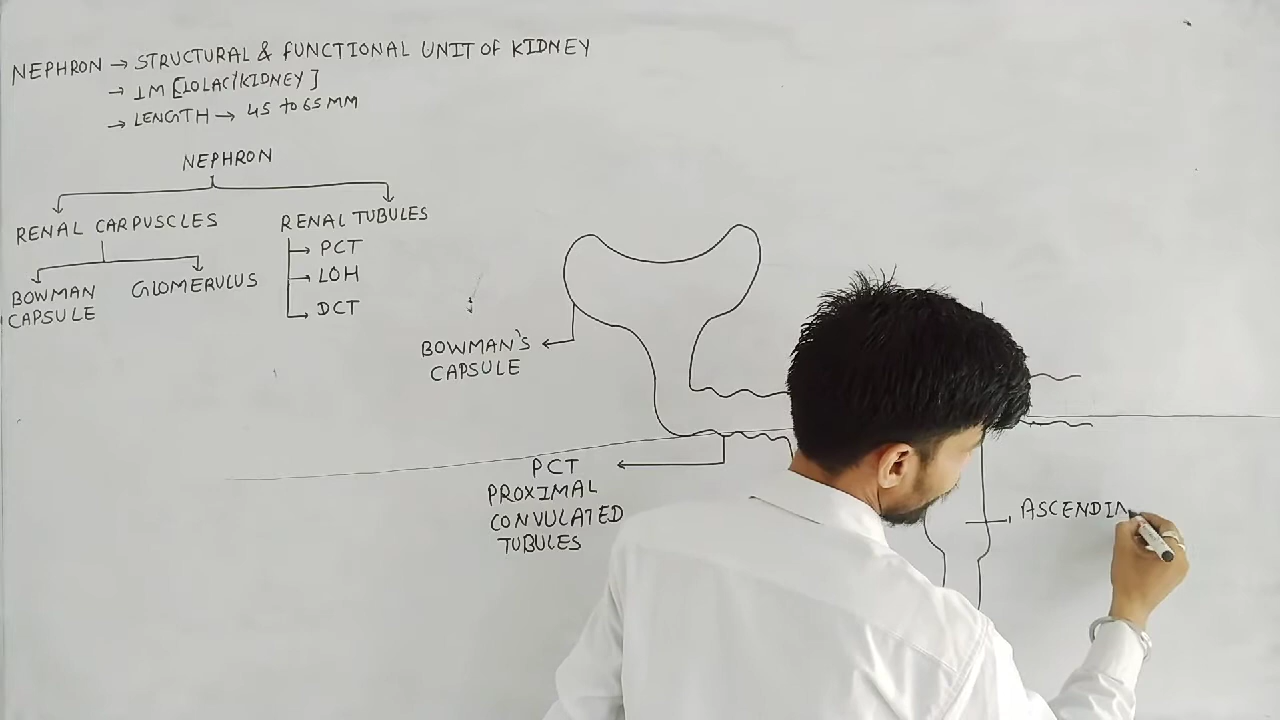 NEPHRON → STRUCTURAL & FUNCTIONAL UNIT OF KIDNEY
→ 1M [10LAC/KIDNEY]
→ LENGTH → 45 to 65 MM
NEPHRON
RENAL CARPUSCLES
RENAL TUBULES
BOWMAN CAPSULE
GLOMERULUS
→ PCT
→ LOH
→ DCT
BOWMAN'S
CAPSULE
PCT
PROXIMAL
CONVULATED
TUBULES
ASCENDIN